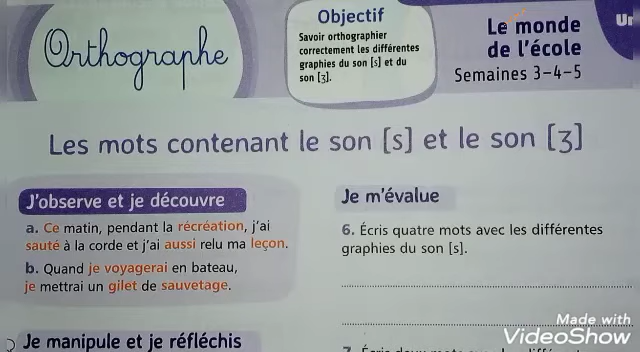 Orthographe
Objectif
Savoir orthographier
correctement les différentes
graphies du son [s] et du
son [ʒ].
Le monde
de l'école
Semaines 3-4-5
Les mots contenant le son [s] et le son [ʒ]
J'observe et je découvre
a. Ce matin, pendant la récréation, j'ai
sauté à la corde et j'ai aussi relu ma leçon.
b. Quand je voyagerai en bateau,
je mettrai un gilet de sauvetage.
Je manipule et je réfléchis
Je m'évalue
6. Écris quatre mots avec les différentes
graphies du son [s].
Made with
VideoShow